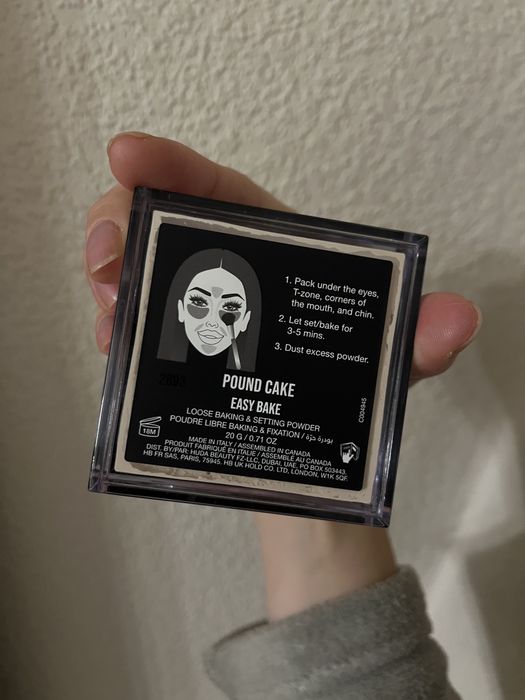 1. Pack under the eyes,
T-zone, corners of
the mouth, and chin.
2. Let set/bake for
3-5 mins.
3. Dust excess powder.
2893
POUND CAKE
EASY BAKE
LOOSE BAKING & SETTING POWDER
POUDRE LIBRE BAKING & FIXATION / بودرة حرّة
20 G / 0.71 OZ
18M
MADE IN ITALY / ASSEMBLED IN CANADA
PRODUIT FABRIQUÉ EN ITALIE / ASSEMBLÉ AU CANADA
DIST. BY/PAR: HUDA BEAUTY FZ-LLC, DUBAI, UAE, PO BOX 503443.
HB FR SAS, PARIS, 75945. HB UK HOLD CO. LTD, LONDON, W1K 5QF.
C004945